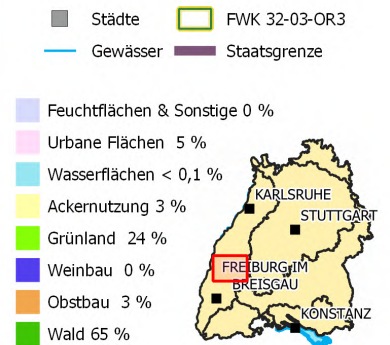 Städte
FWK 32-03-OR3
Gewässer
Staatsgrenze
Feuchtflächen & Sonstige 0 %
Urbane Flächen 5 %
Wasserflächen < 0,1 %
Ackernutzung 3 %
Grünland 24 %
Weinbau 0 %
Obstbau 3 %
Wald 65 %
KARLSRUHE
STUTTGART
FREIBURG IM
BREISGAU
KONSTANZ